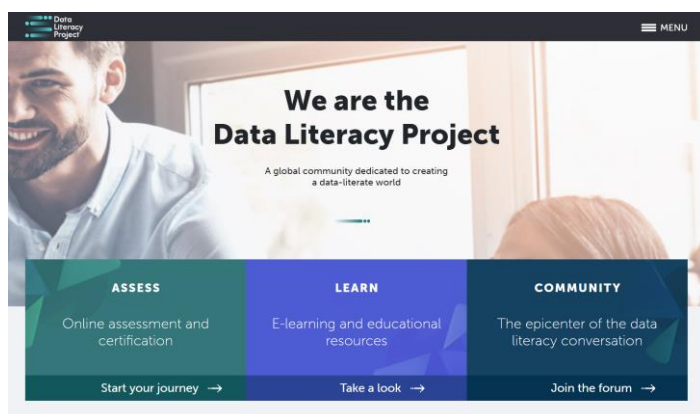 Data
Literacy
Project
MENU
We are the
Data Literacy Project
A global community dedicated to creating
a data-literate world
ASSESS
Online assessment and
certification
Start your journey →
LEARN
E-learning and educational
resources
Take a look →
COMMUNITY
The epicenter of the data
literacy conversation
Join the forum →